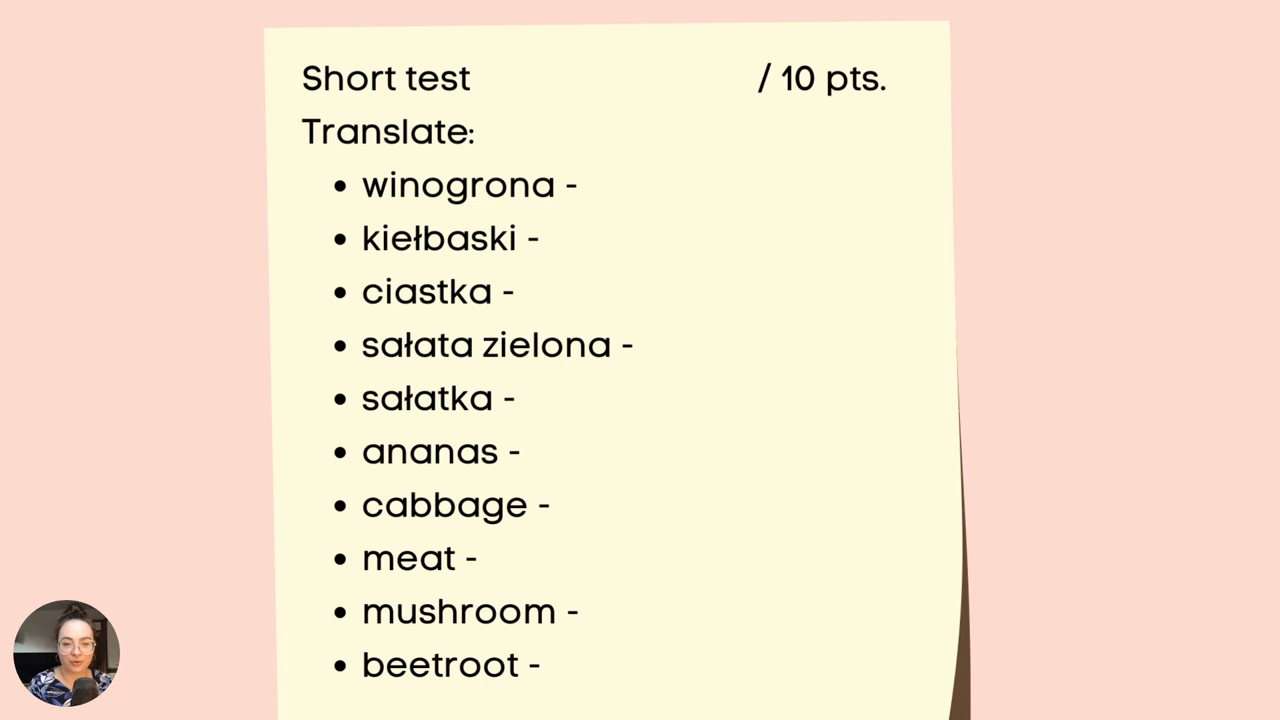 Short test / 10 pts.
Translate:
• winogrona -
• kiełbaski -
• ciastka -
• sałata zielona -
• sałatka -
• ananas -
• cabbage -
• meat -
• mushroom -
• beetroot -